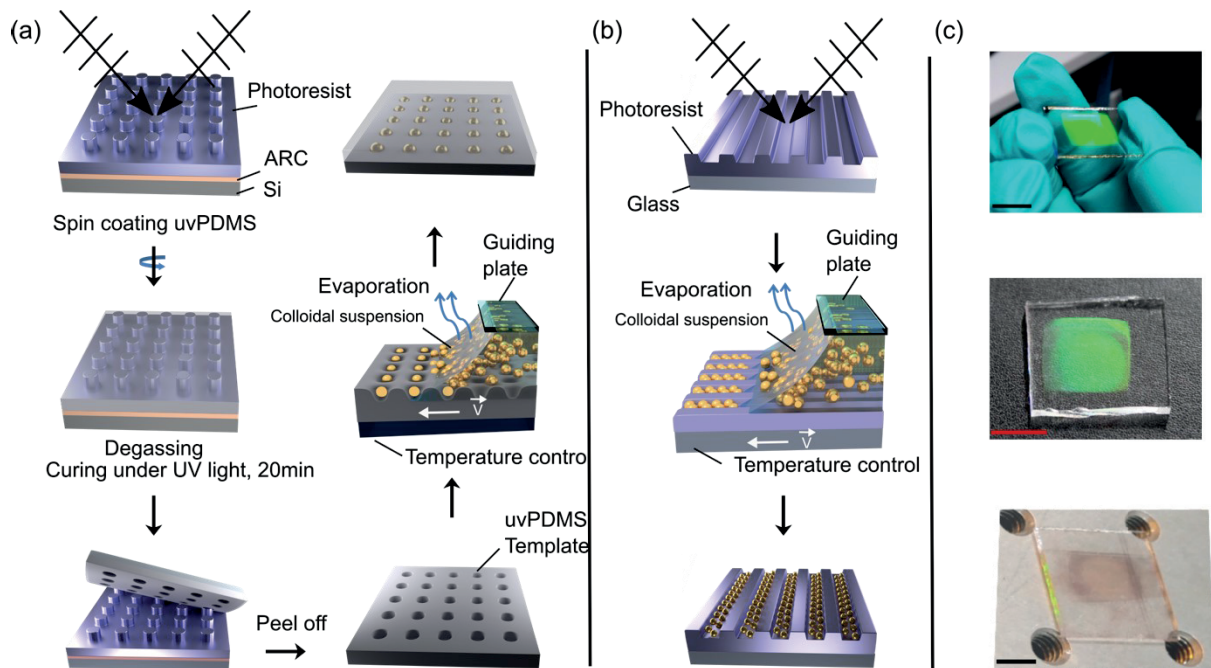 (a)
Photoresist
ARC
Si
Spin coating uvPDMS
Degassing
Curing under UV light, 20min
Peel off
uvPDMS
Template
Guiding
plate
Evaporation
Colloidal suspension
V
Temperature control
(b)
Photoresist
Glass
Guiding
plate
Evaporation
Colloidal suspension
V
Temperature control
(c)